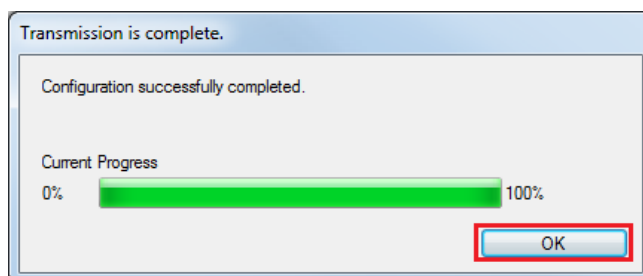 Transmission is complete.
Configuration successfully completed.
Current Progress
0% 100%
OK